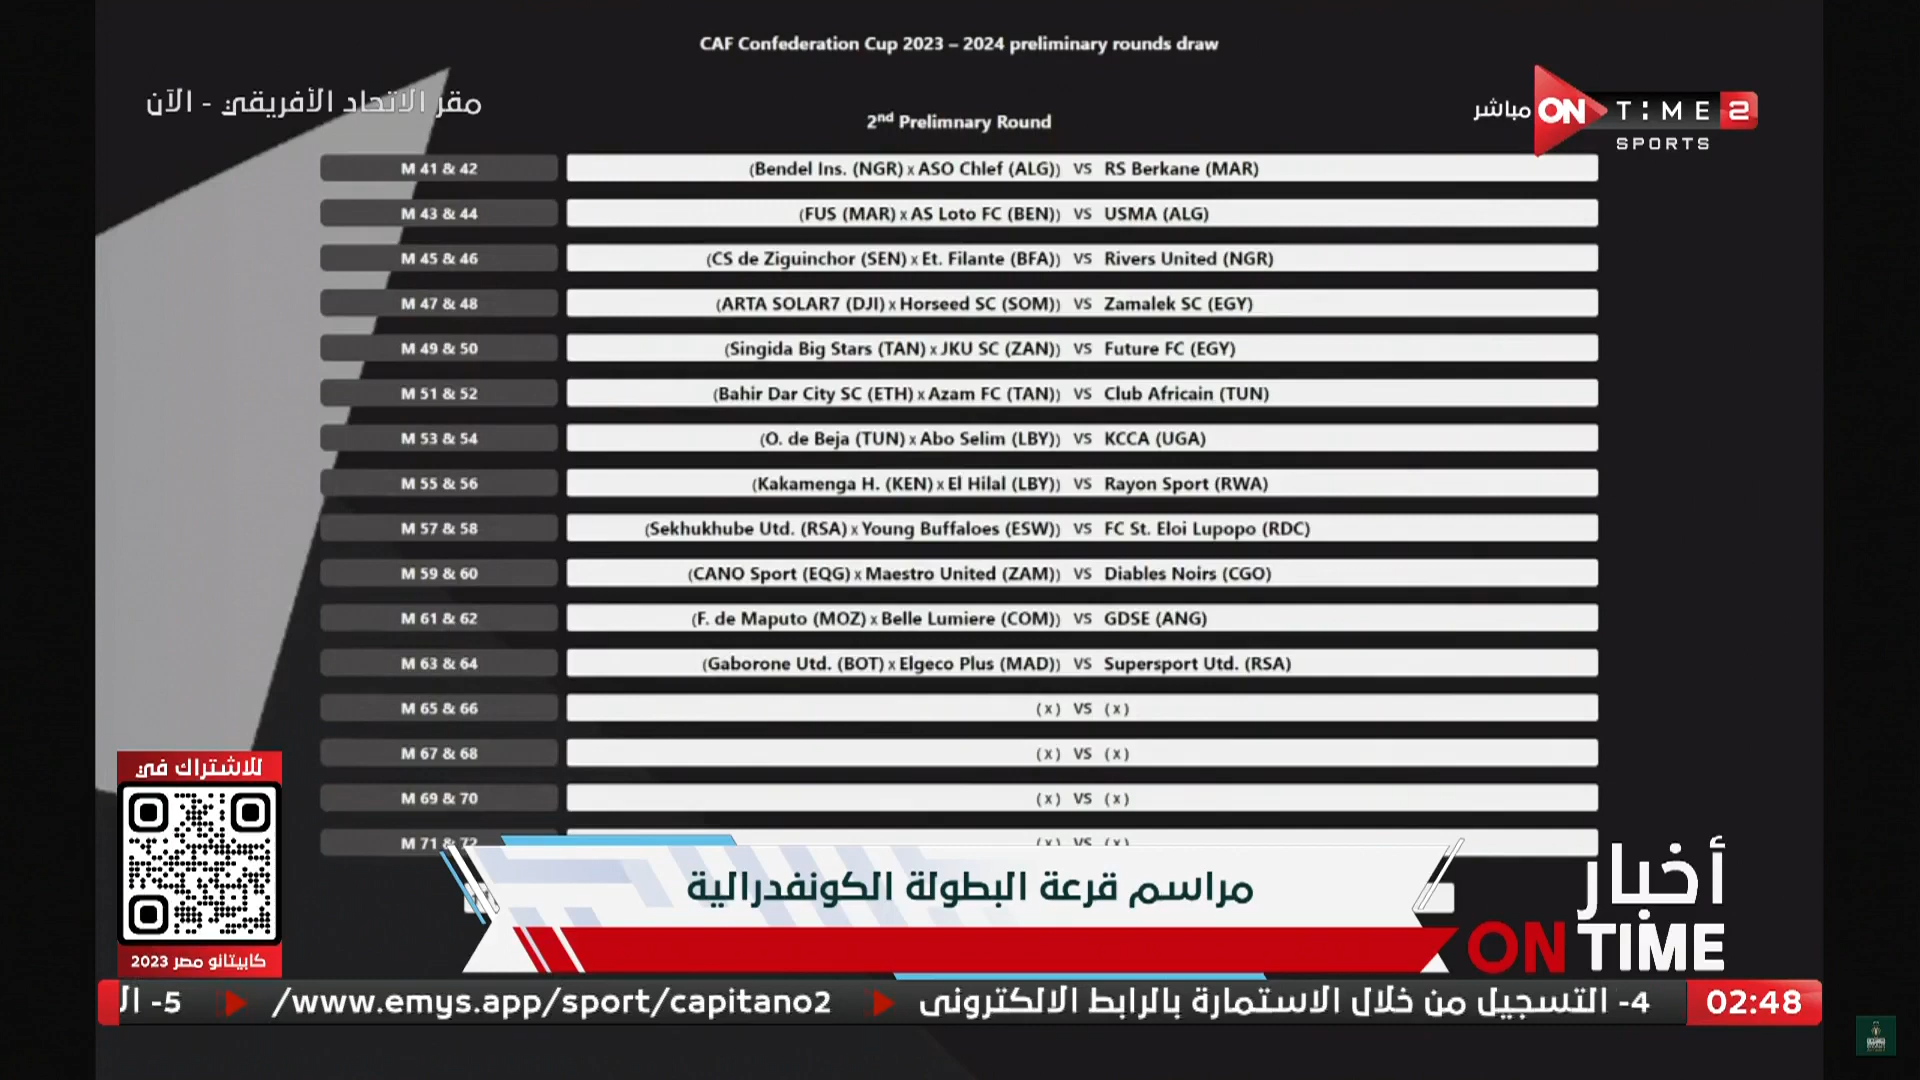 CAF Confederation Cup 2023 – 2024 preliminary rounds draw
مقر الاتحاد الأفريقي - الآن
مباشر ON TIME 2
SPORTS
2nd Prelimnary Round
M 41 & 42 (Bendel Ins. (NGR) x ASO Chlef (ALG)) VS RS Berkane (MAR)
M 43 & 44 (FUS (MAR) x AS Loto FC (BEN)) VS USMA (ALG)
M 45 & 46 (CS de Ziguinchor (SEN) x Et. Filante (BFA)) VS Rivers United (NGR)
M 47 & 48 (ARTA SOLAR7 (DJI) x Horseed SC (SOM)) VS Zamalek SC (EGY)
M 49 & 50 (Singida Big Stars (TAN) x JKU SC (ZAN)) VS Future FC (EGY)
M 51 & 52 (Bahir Dar City SC (ETH) x Azam FC (TAN)) VS Club Africain (TUN)
M 53 & 54 (O. de Beja (TUN) x Abo Selim (LBY)) VS KCCA (UGA)
M 55 & 56 (Kakamenga H. (KEN) x El Hilal (LBY)) VS Rayon Sport (RWA)
M 57 & 58 (Sekhukhube Utd. (RSA) x Young Buffaloes (ESW)) VS FC St. Eloi Lupopo (RDC)
M 59 & 60 (CANO Sport (EQG) x Maestro United (ZAM)) VS Diables Noirs (CGO)
M 61 & 62 (F. de Maputo (MOZ) x Belle Lumiere (COM)) VS GDSE (ANG)
M 63 & 64 (Gaborone Utd. (BOT) x Elgeco Plus (MAD)) VS Supersport Utd. (RSA)
M 65 & 66 ( x ) VS ( x )
M 67 & 68 ( x ) VS ( x )
M 69 & 70 ( x ) VS ( x )
M 71 & 72 ( x ) VS ( x )
للاشتراك في
كابيتانو مصر 2023
مراسم قرعة البطولة الكونفدرالية
أخبار
ON TIME
02:48
4- التسجيل من خلال الاستمارة بالرابط الالكترونى
www.emys.app/sport/capitano2/
5- ال